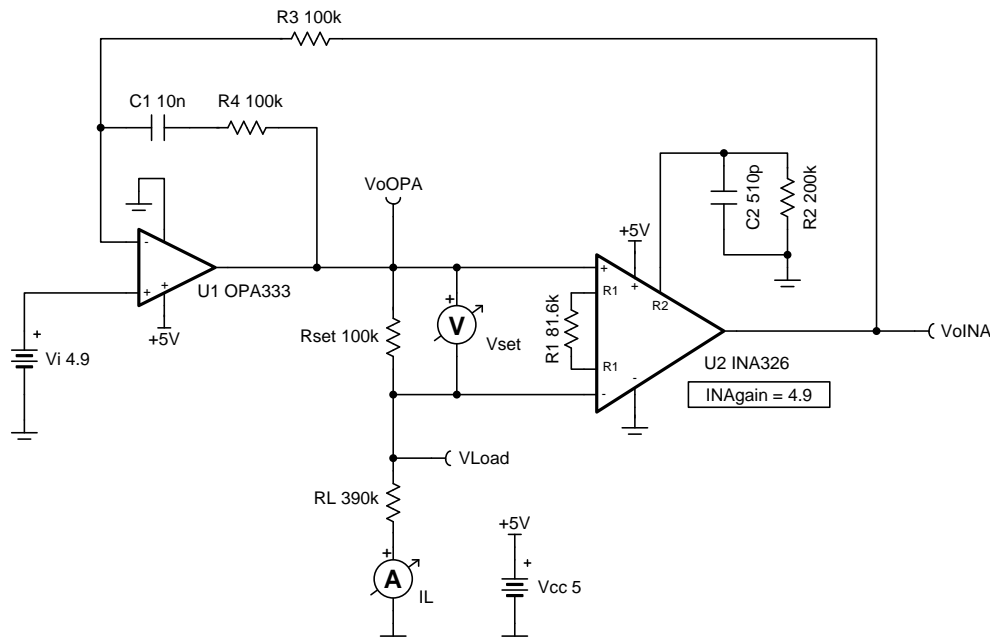 R3 100k
C1 10n
R4 100k
VoOPA
C2 510p
R2 200k
+5V
-
+
+
U1 OPA333
+5V
+
Vi 4.9
Rset 100k
+
V
Vset
+
R1
R1 81.6k
R1
-
+
R2
-
U2 INA326
INAgain = 4.9
VoINA
VLoad
RL 390k
+
A
IL
+5V
+
Vcc 5